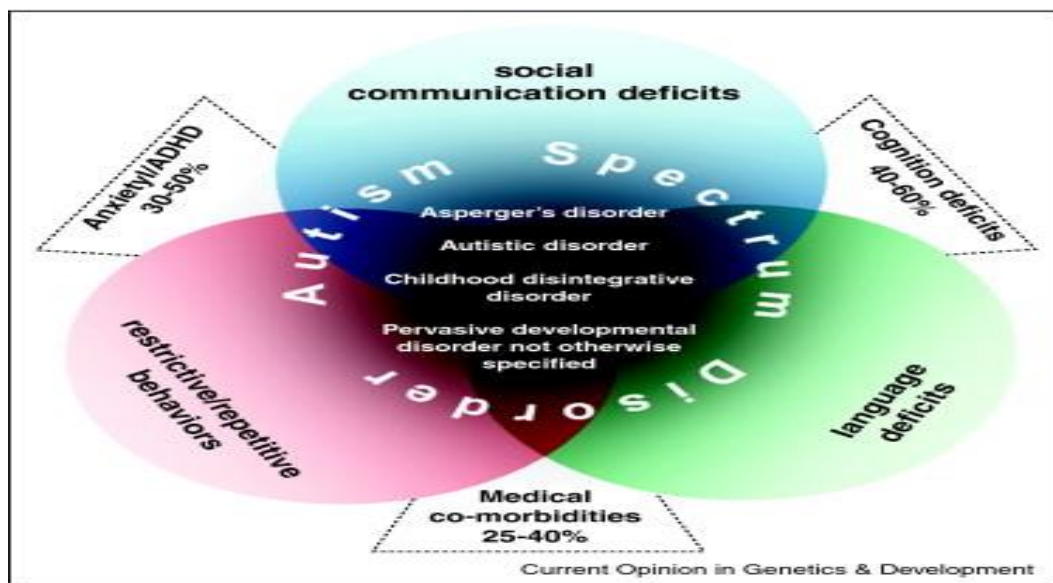 social
communication deficits
Anxietyl/ADHD
30-50%
Cognition deficits
40-60%
Autism Spectrum Disorder
Asperger's disorder
Autistic disorder
Childhood disintegrative
disorder
Pervasive developmental
disorder not otherwise
specified
restrictive/repetitive
behaviors
language
deficits
Medical
co-morbidities
25-40%
Current Opinion in Genetics & Development